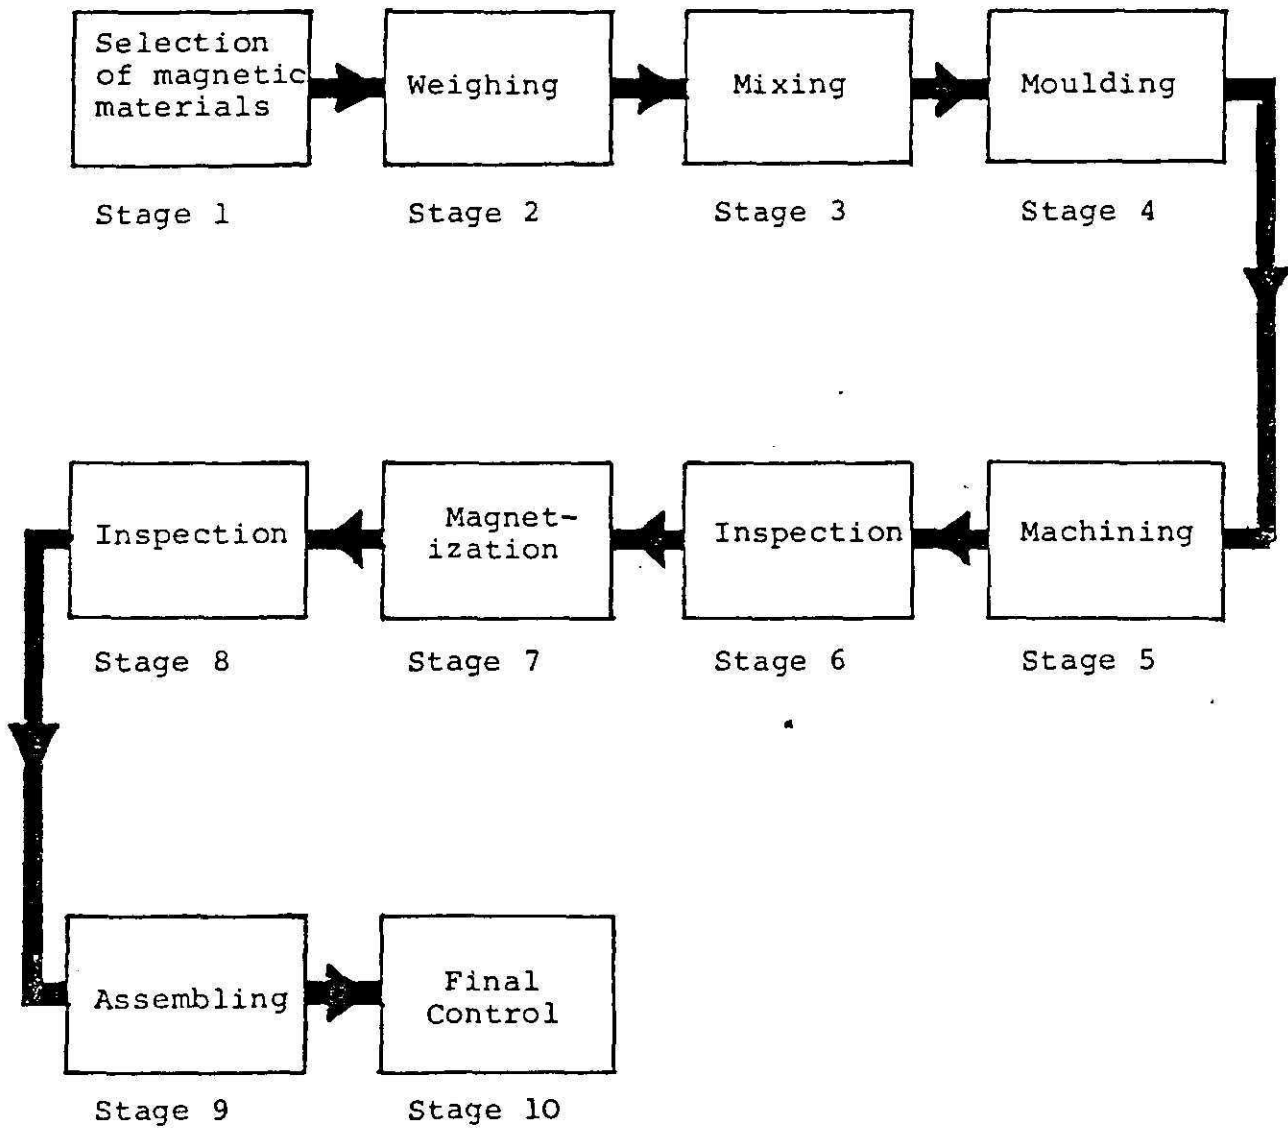 Selection
of magnetic
materials
Weighing
Mixing
Moulding
Stage 1
Stage 2
Stage 3
Stage 4
Inspection
Magnet-
ization
Inspection
Machining
Stage 8
Stage 7
Stage 6
Stage 5
Assembling
Final
Control
Stage 9
Stage 10